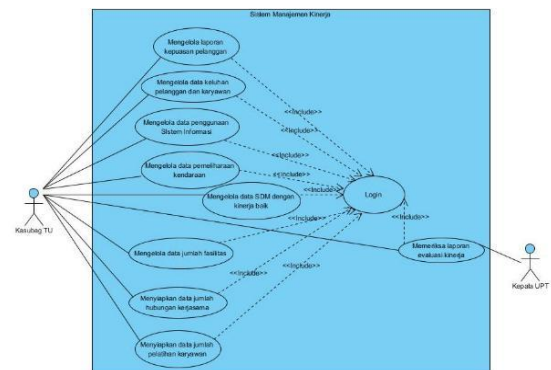 Sistem Manajemen Kinerja
Mengelola laporan
kepuasan pelanggan
Mengelola data keluhan
pelanggan dan karyawan
<<Include>>
<<Include>>
Mengelola data penggunaan
Sistem Informasi
<<Include>>
Mengelola data pemeliharaan
kendaraan
<<include>>
Mengelola data SDM dengan
kinerja baik
<<Include>>
Login
<<Include>>
<<Include>>
Kasubag TU
Mengelola data jumlah fasilitas
<<Include>>
Memeriksa laporan
evaluasi kinerja
<<Include>>
Kepala UPT
Menyiapkan data jumlah
hubungan kerjasama
Menyiapkan data jumlah
pelatihan karyawan